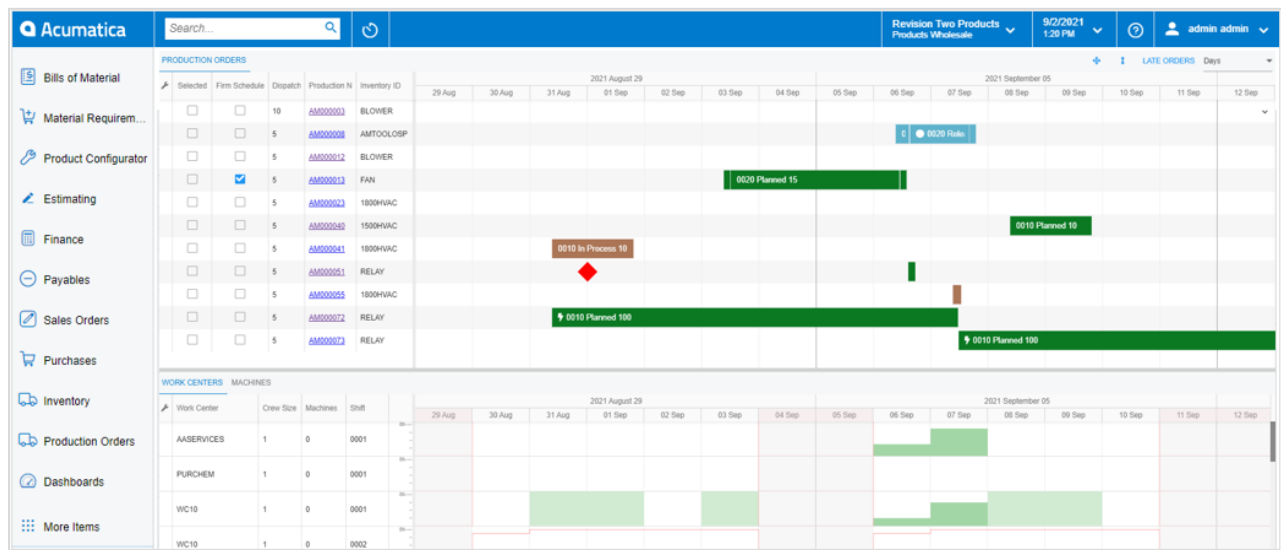 Acumatica
Search...
Revision Two Products
Products Wholesale
9/2/2021
1:20 PM
admin admin
Bills of Material
Material Requirem...
Product Configurator
Estimating
Finance
Payables
Sales Orders
Purchases
Inventory
Production Orders
Dashboards
More Items
PRODUCTION ORDERS
LATE ORDERS Days
Selected Firm Schedule Dispatch Production N Inventory ID
2021 August 29 2021 September 05
29 Aug 30 Aug 31 Aug 01 Sep 02 Sep 03 Sep 04 Sep 05 Sep 06 Sep 07 Sep 08 Sep 09 Sep 10 Sep 11 Sep 12 Sep
10 AM000003 BLOWER
5 AM000008 AMTOOLOSP 0020 Rele
5 AM000012 BLOWER
5 AM000013 FAN 0020 Planned 15
5 AM000023 1800HVAC
5 AM000040 1500HVAC 0010 Planned 10
5 AM000041 1800HVAC 0010 In Process 10
5 AM000051 RELAY
5 AM000055 1800HVAC
5 AM000072 RELAY 0010 Planned 100
5 AM000073 RELAY 0010 Planned 100
WORK CENTERS MACHINES
Work Center Crew Size Machines Shift
2021 August 29 2021 September 05
29 Aug 30 Aug 31 Aug 01 Sep 02 Sep 03 Sep 04 Sep 05 Sep 06 Sep 07 Sep 08 Sep 09 Sep 10 Sep 11 Sep 12 Sep
AASERVICES 1 0 0001
PURCHEM 1 0 0001
WC10 1 0 0001
WC10 1 0 0002